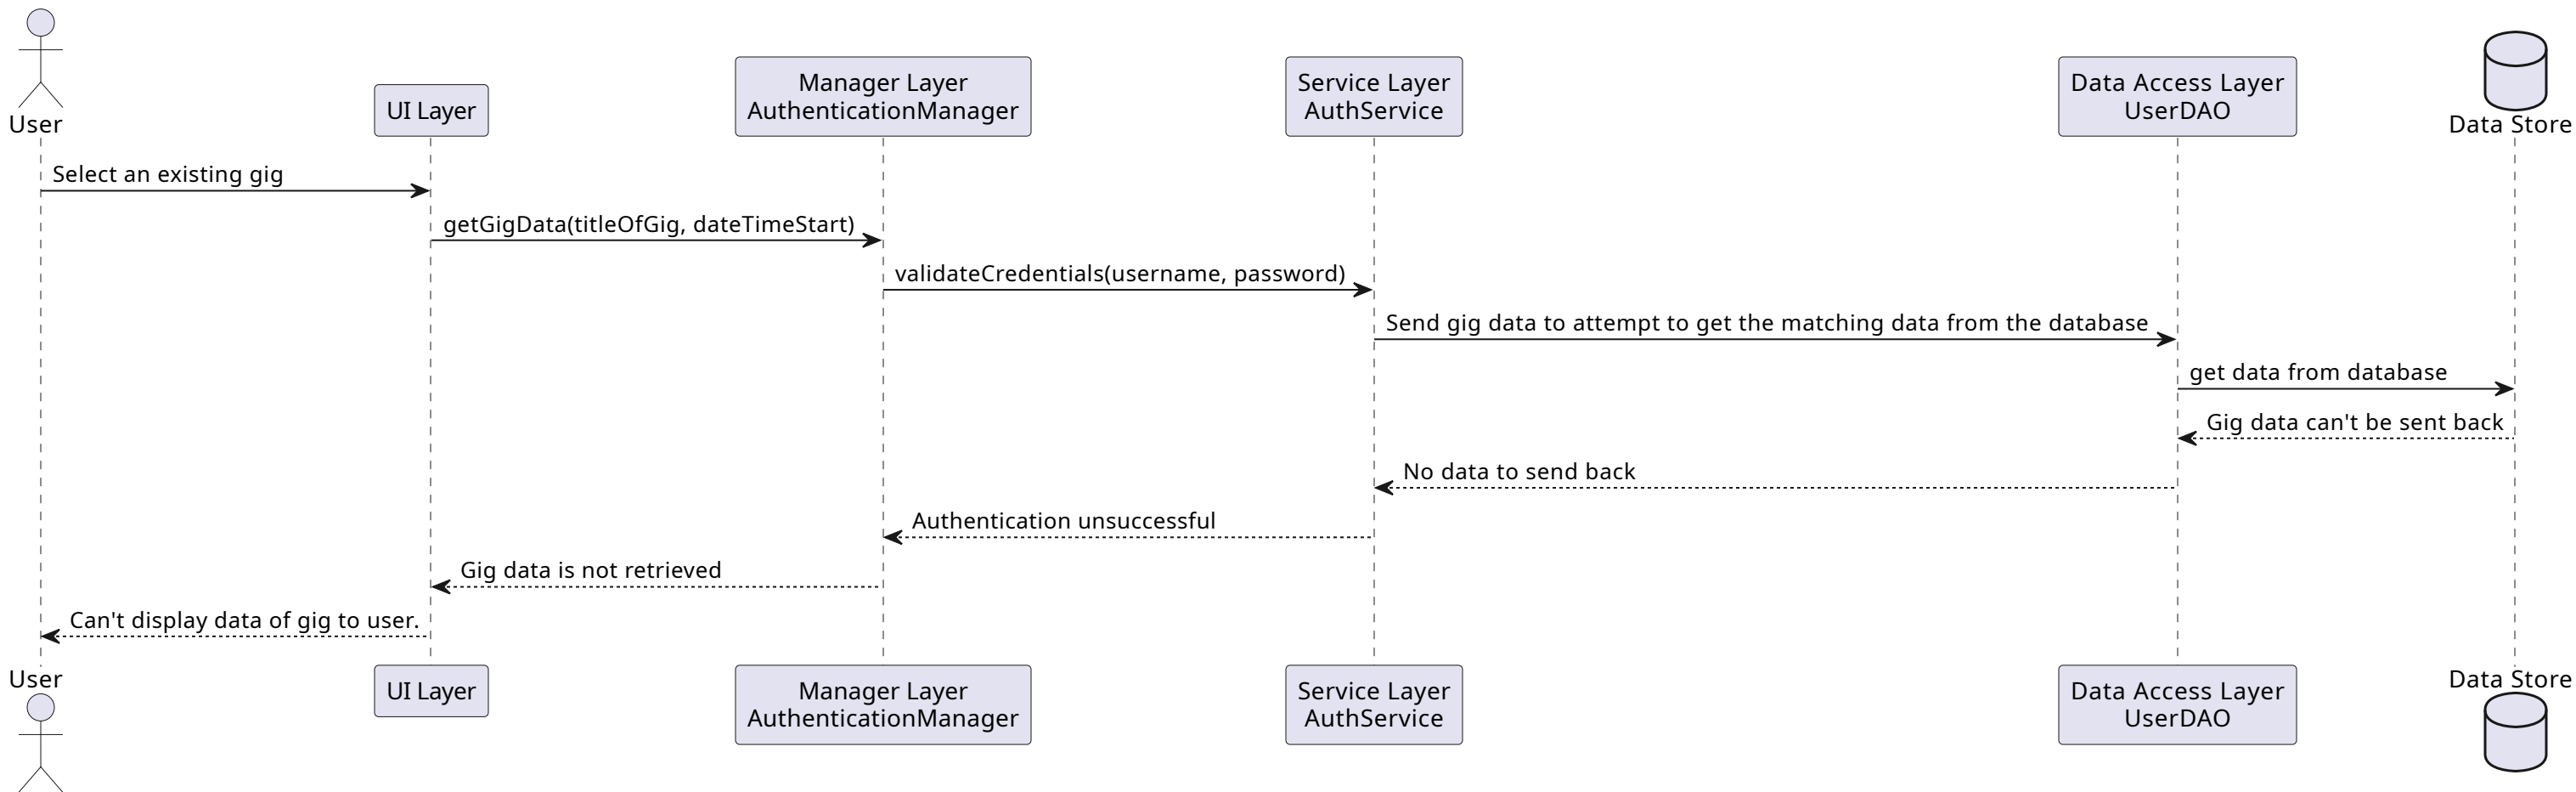 User
UI Layer
Manager Layer
AuthenticationManager
Service Layer
AuthService
Data Access Layer
UserDAO
Data Store
Select an existing gig
getGigData(titleOfGig, dateTimeStart)
validateCredentials(username, password)
Send gig data to attempt to get the matching data from the database
get data from database
Gig data can't be sent back
No data to send back
Authentication unsuccessful
Gig data is not retrieved
Can't display data of gig to user.
User
UI Layer
Manager Layer
AuthenticationManager
Service Layer
AuthService
Data Access Layer
UserDAO
Data Store